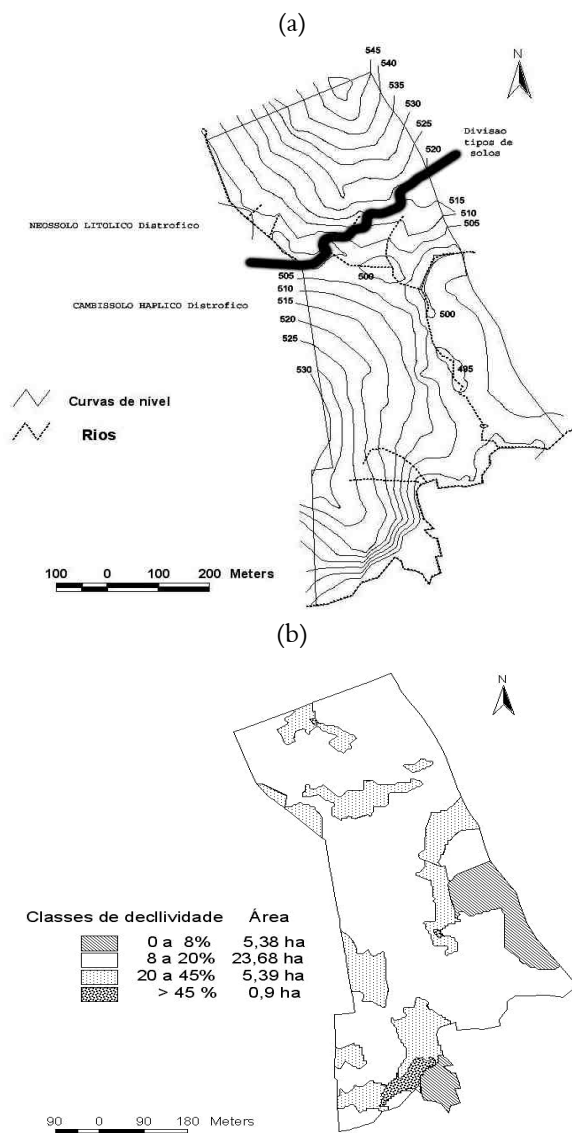 (a)
N
545
540
535
530
525
520
Divisao
tipos de
solos
515
510
505
NEOSSOLO LITOLICO Distrofico
500
505
CAMBISSOLO HAPLICO Distrofico
510
515
500
520
525
495
530
Curvas de nível
Rios
100 0 100 200 Meters
(b)
N
Classes de decllividade Área
0 a 8% 5,38 ha
8 a 20% 23,68 ha
20 a 45% 5,39 ha
> 45 % 0,9 ha
90 0 90 180 Meters